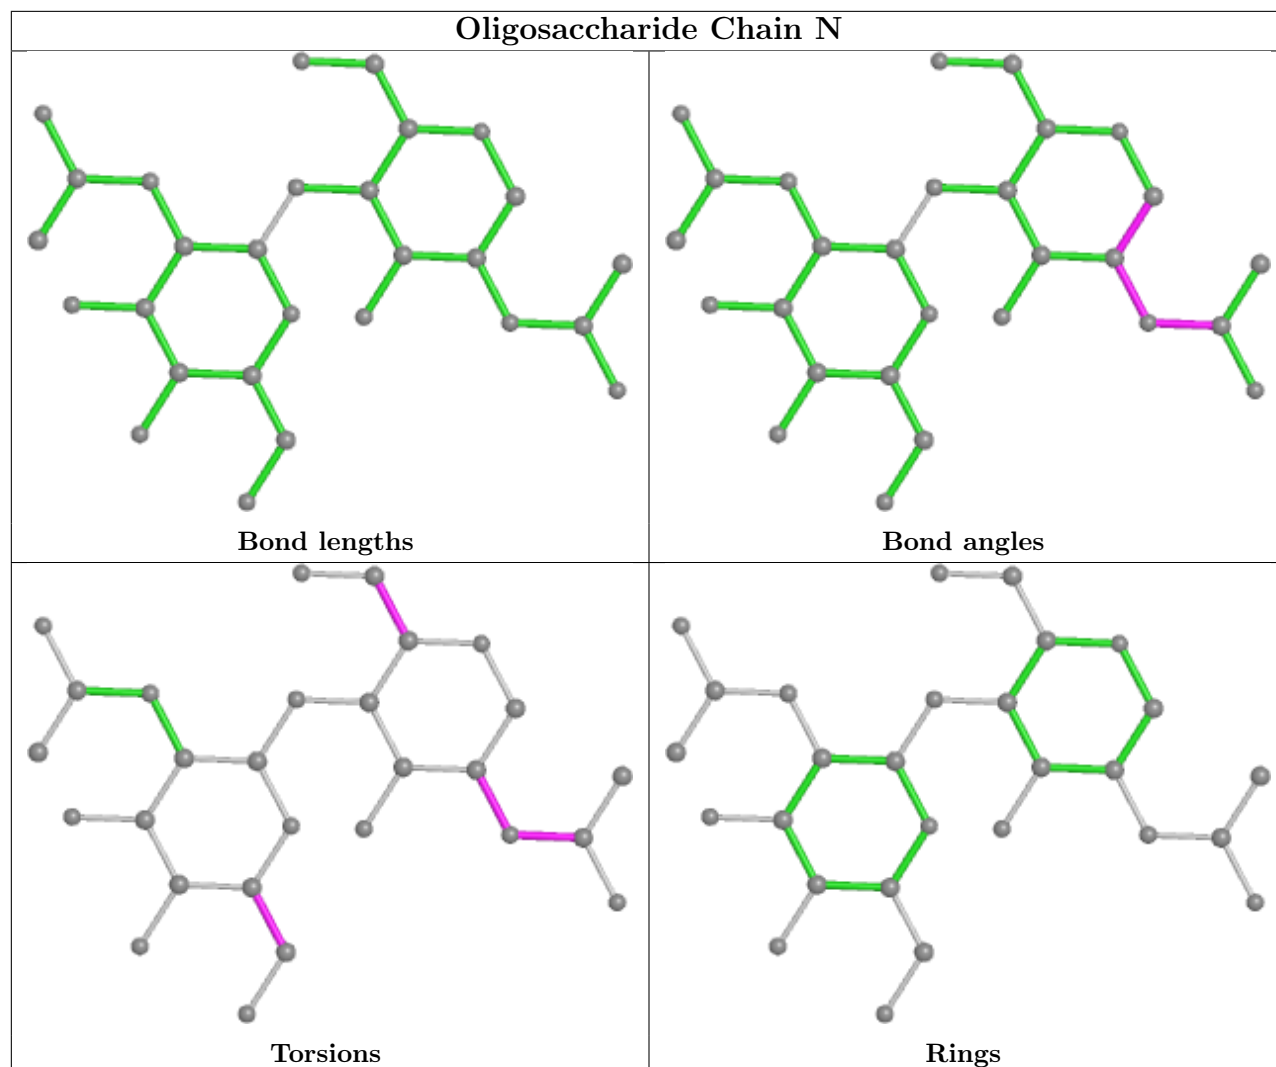 Oligosaccharide Chain N
Bond lengths
Bond angles
Torsions
Rings